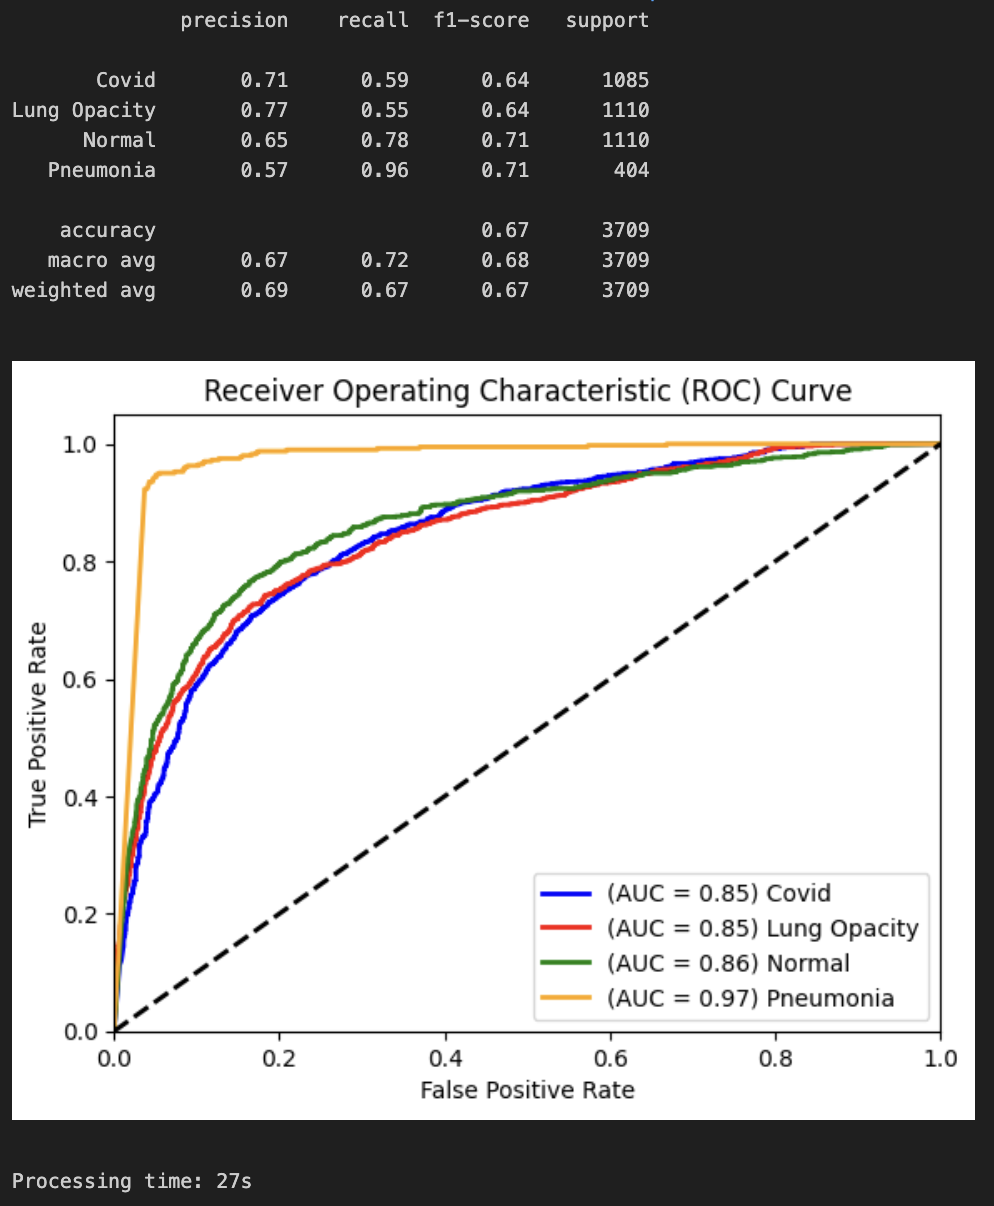 precision recall f1-score support
Covid 0.71 0.59 0.64 1085
Lung Opacity 0.77 0.55 0.64 1110
Normal 0.65 0.78 0.71 1110
Pneumonia 0.57 0.96 0.71 404
accuracy 0.67 3709
macro avg 0.67 0.72 0.68 3709
weighted avg 0.69 0.67 0.67 3709
Receiver Operating Characteristic (ROC) Curve
1.0
0.8
0.6
0.4
0.2
0.0
True Positive Rate
(AUC = 0.85) Covid
(AUC = 0.85) Lung Opacity
(AUC = 0.86) Normal
(AUC = 0.97) Pneumonia
0.0 0.2 0.4 0.6 0.8 1.0
False Positive Rate
Processing time: 27s